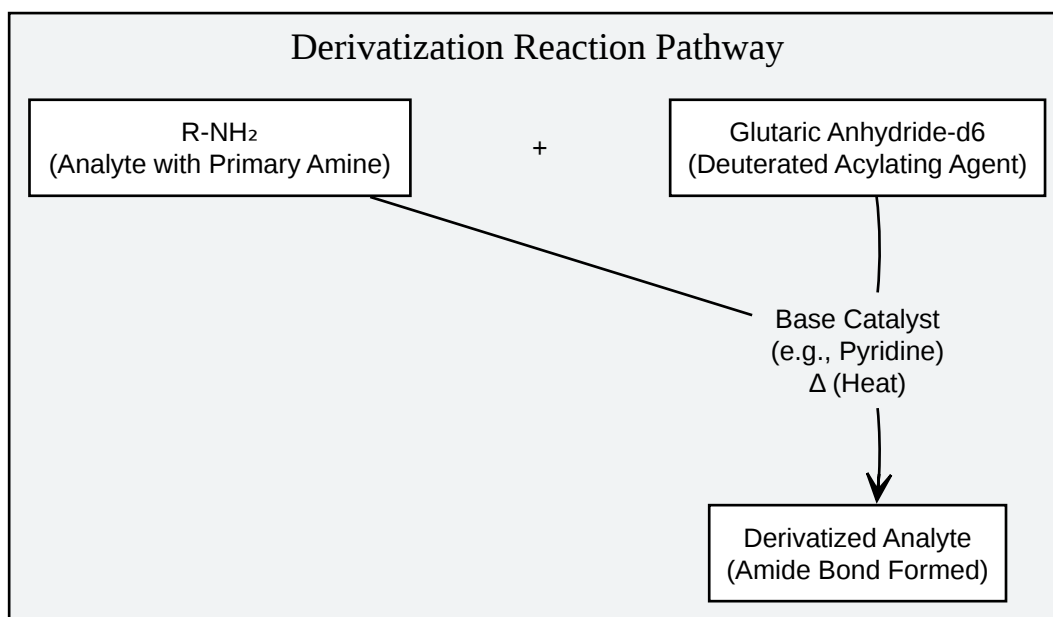 Derivatization Reaction Pathway
R-NH₂
(Analyte with Primary Amine)
+
Glutaric Anhydride-d6
(Deuterated Acylating Agent)
Base Catalyst
(e.g., Pyridine)
Δ (Heat)
Derivatized Analyte
(Amide Bond Formed)